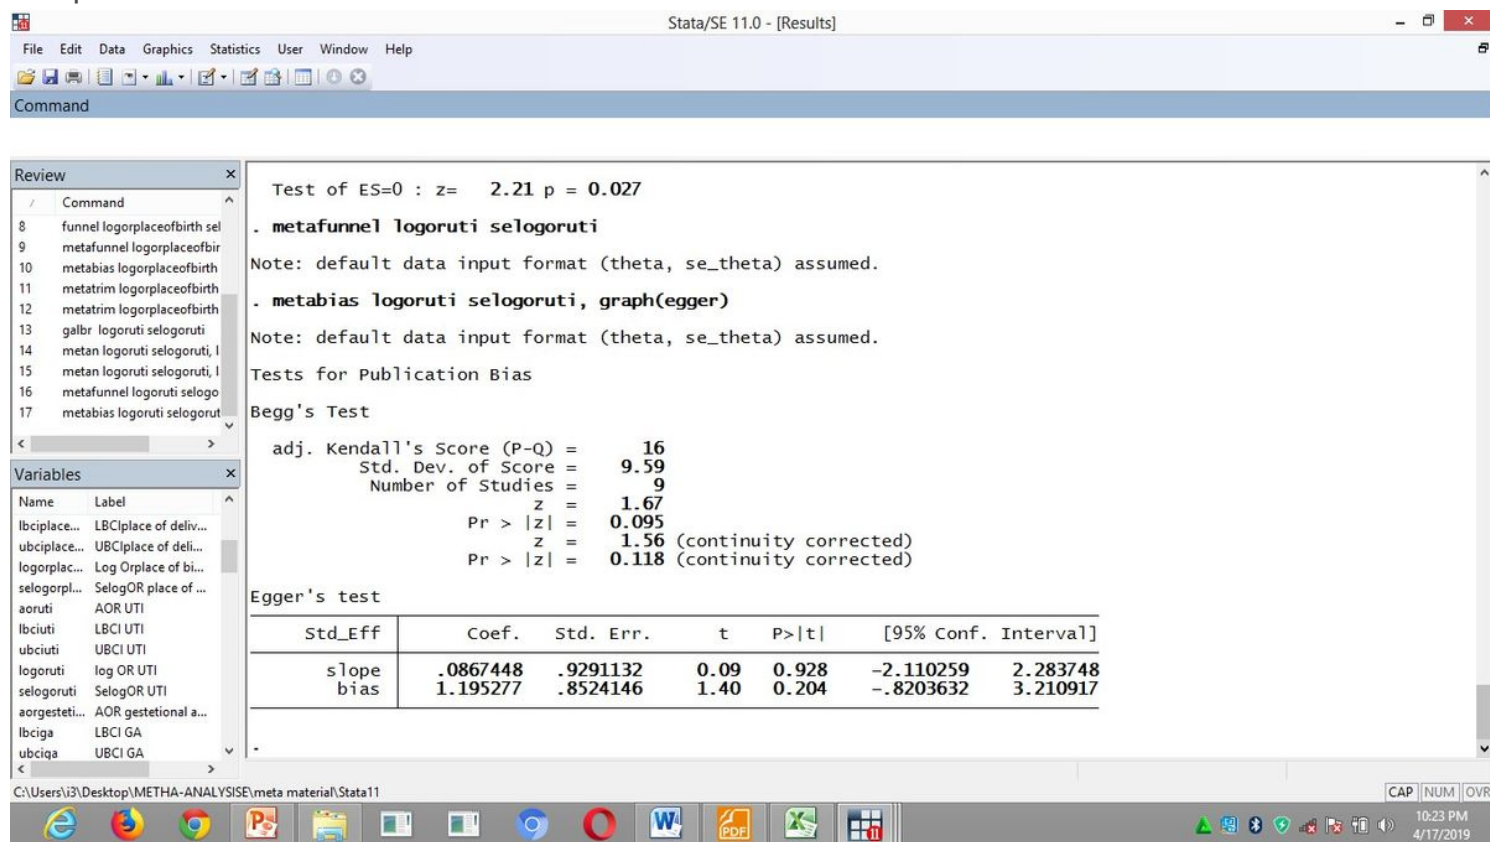 Stata/SE 11.0 - [Results]
File Edit Data Graphics Statistics User Window Help
Command
Review
Command
8 funnel logorplaceofbirth sel
9 metafunnel logorplaceofbir
10 metabias logorplaceofbirth
11 metatrim logorplaceofbirth
12 metatrim logorplaceofbirth
13 galbr logoruti selogoruti
14 metan logoruti selogoruti, l
15 metan logoruti selogoruti, l
16 metafunnel logoruti selogo
17 metabias logoruti selogorut
Variables
Name Label
lbciplace... LBCIplace of deliv...
ubciplace... UBCIplace of deli...
logorplac... Log Orplace of bi...
selogorpl... SelogOR place of ...
aoruti AOR UTI
lbciuti LBCI UTI
ubciuti UBCI UTI
logoruti log OR UTI
selogoruti SelogOR UTI
aorgesteti... AOR gestetional a...
lbciga LBCI GA
ubciga UBCI GA
Test of ES=0 : z= 2.21 p = 0.027
. metafunnel logoruti selogoruti
Note: default data input format (theta, se_theta) assumed.
. metabias logoruti selogoruti, graph(egger)
Note: default data input format (theta, se_theta) assumed.
Tests for Publication Bias
Begg's Test
adj. Kendall's Score (P-Q) = 16
Std. Dev. of Score = 9.59
Number of Studies = 9
z = 1.67
Pr > |z| = 0.095
z = 1.56 (continuity corrected)
Pr > |z| = 0.118 (continuity corrected)
Egger's test
Std_Eff Coef. Std. Err. t P>|t| [95% Conf. Interval]
slope .0867448 .9291132 0.09 0.928 -2.110259 2.283748
bias 1.195277 .8524146 1.40 0.204 -.8203632 3.210917
.
C:\Users\i3\Desktop\METHA-ANALYSISE\meta material\Stata11
CAP NUM OVR
10:23 PM
4/17/2019